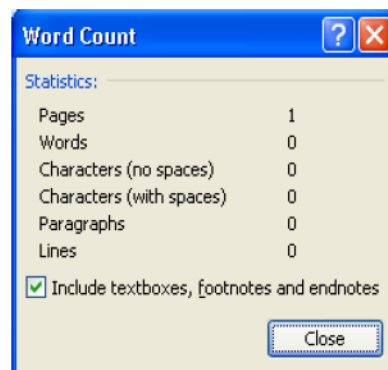 Word Count
Statistics:
Pages 1
Words 0
Characters (no spaces) 0
Characters (with spaces) 0
Paragraphs 0
Lines 0
Include textboxes, footnotes and endnotes
Close